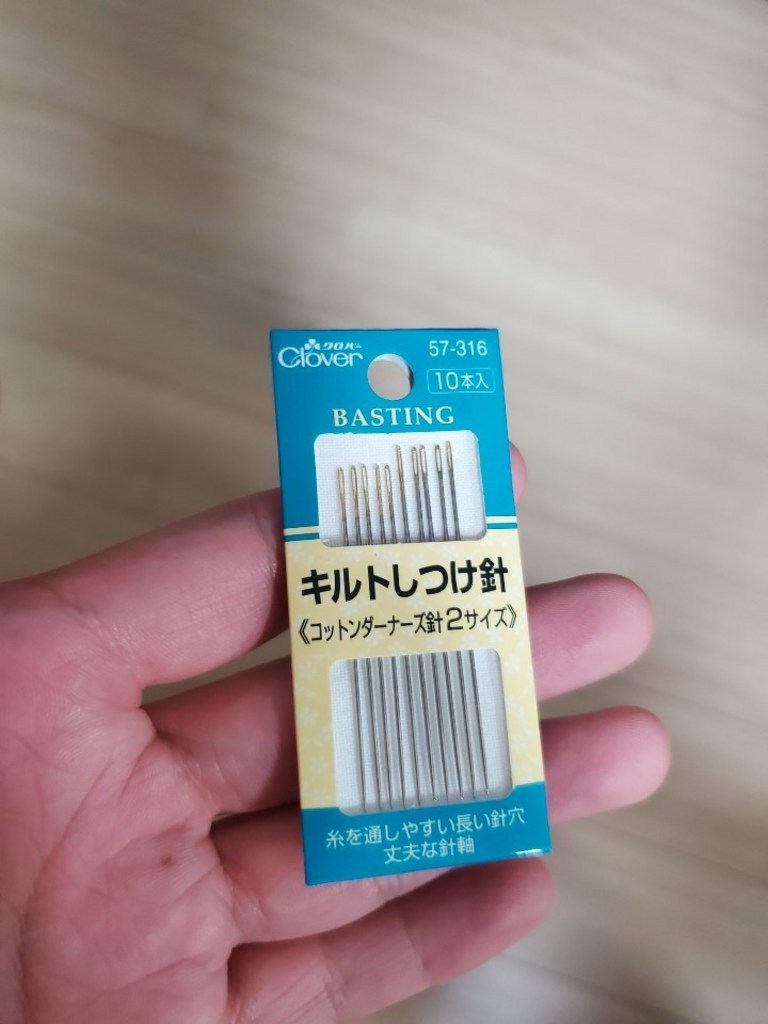 クロバー
Clover
57-316
10本入
BASTING
キルトしつけ針
《コットンダーナーズ針2サイズ》
糸を通しやすい長い針穴
丈夫な針軸